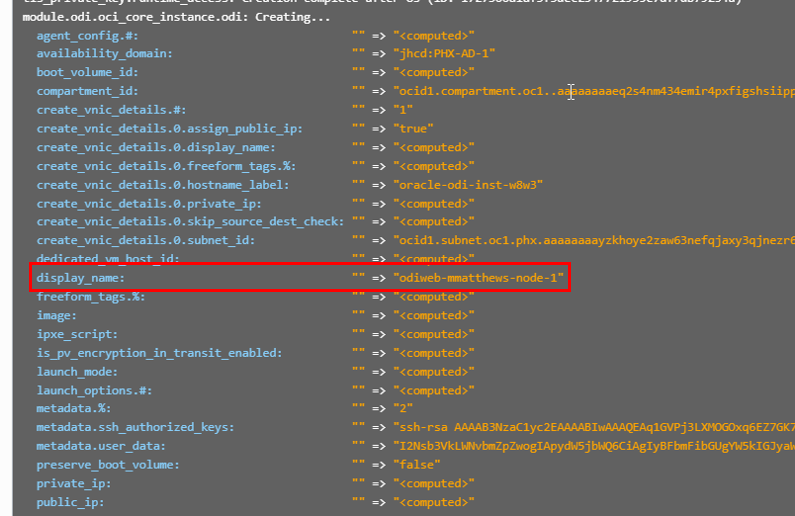 module.odi.oci_core_instance.odi: Creating...
agent_config.#: "" => "<computed>"
availability_domain: "" => "jhcd:PHX-AD-1"
boot_volume_id: "" => "<computed>"
compartment_id: "" => "ocid1.compartment.oc1..aaaaaaaaeq2s4nm434emir4pxfigshsiipp
create_vnic_details.#: "" => "1"
create_vnic_details.0.assign_public_ip: "" => "true"
create_vnic_details.0.display_name: "" => "<computed>"
create_vnic_details.0.freeform_tags.%: "" => "<computed>"
create_vnic_details.0.hostname_label: "" => "oracle-odi-inst-w8w3"
create_vnic_details.0.private_ip: "" => "<computed>"
create_vnic_details.0.skip_source_dest_check: "" => "<computed>"
create_vnic_details.0.subnet_id: "" => "ocid1.subnet.oc1.phx.aaaaaaaayzkhoye2zaw63nefqjaxy3qjnezr6
dedicated_vm_host_id: "" => "<computed>"
display_name: "" => "odiweb-mmatthews-node-1"
freeform_tags.%: "" => "<computed>"
image: "" => "<computed>"
ipxe_script: "" => "<computed>"
is_pv_encryption_in_transit_enabled: "" => "<computed>"
launch_mode: "" => "<computed>"
launch_options.#: "" => "<computed>"
metadata.%: "" => "2"
metadata.ssh_authorized_keys: "" => "ssh-rsa AAAAB3NzaC1yc2EAAAABIwAAAQEAq1GVPj3LXMOGOxq6EZ7GK7
metadata.user_data: "" => "I2Nsb3VkLWNvbmZpZwogIApydW5jbWQ6CiAgIyBFbmFibGUgYW5kIGJyaW
preserve_boot_volume: "" => "false"
private_ip: "" => "<computed>"
public_ip: "" => "<computed>"